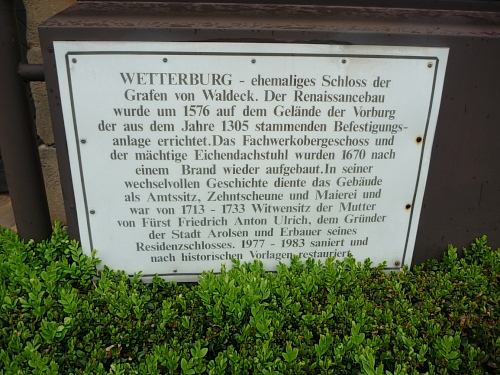 WETTERBURG - ehemaliges Schloss der
Grafen von Waldeck. Der Renaissancebau
wurde um 1576 auf dem Gelände der Vorburg
der aus dem Jahre 1305 stammenden Befestigungs-
anlage errichtet.Das Fachwerkobergeschoss und
der mächtige Eichendachstuhl wurden 1670 nach
einem Brand wieder aufgebaut.In seiner
wechselvollen Geschichte diente das Gebäude
als Amtssitz, Zehntscheune und Maierei und
war von 1713 - 1733 Witwensitz der Mutter
von Fürst Friedrich Anton Ulrich, dem Gründer
der Stadt Arolsen und Erbauer seines
Residenzschlosses. 1977 - 1983 saniert und
nach historischen Vorlagen restauriert.